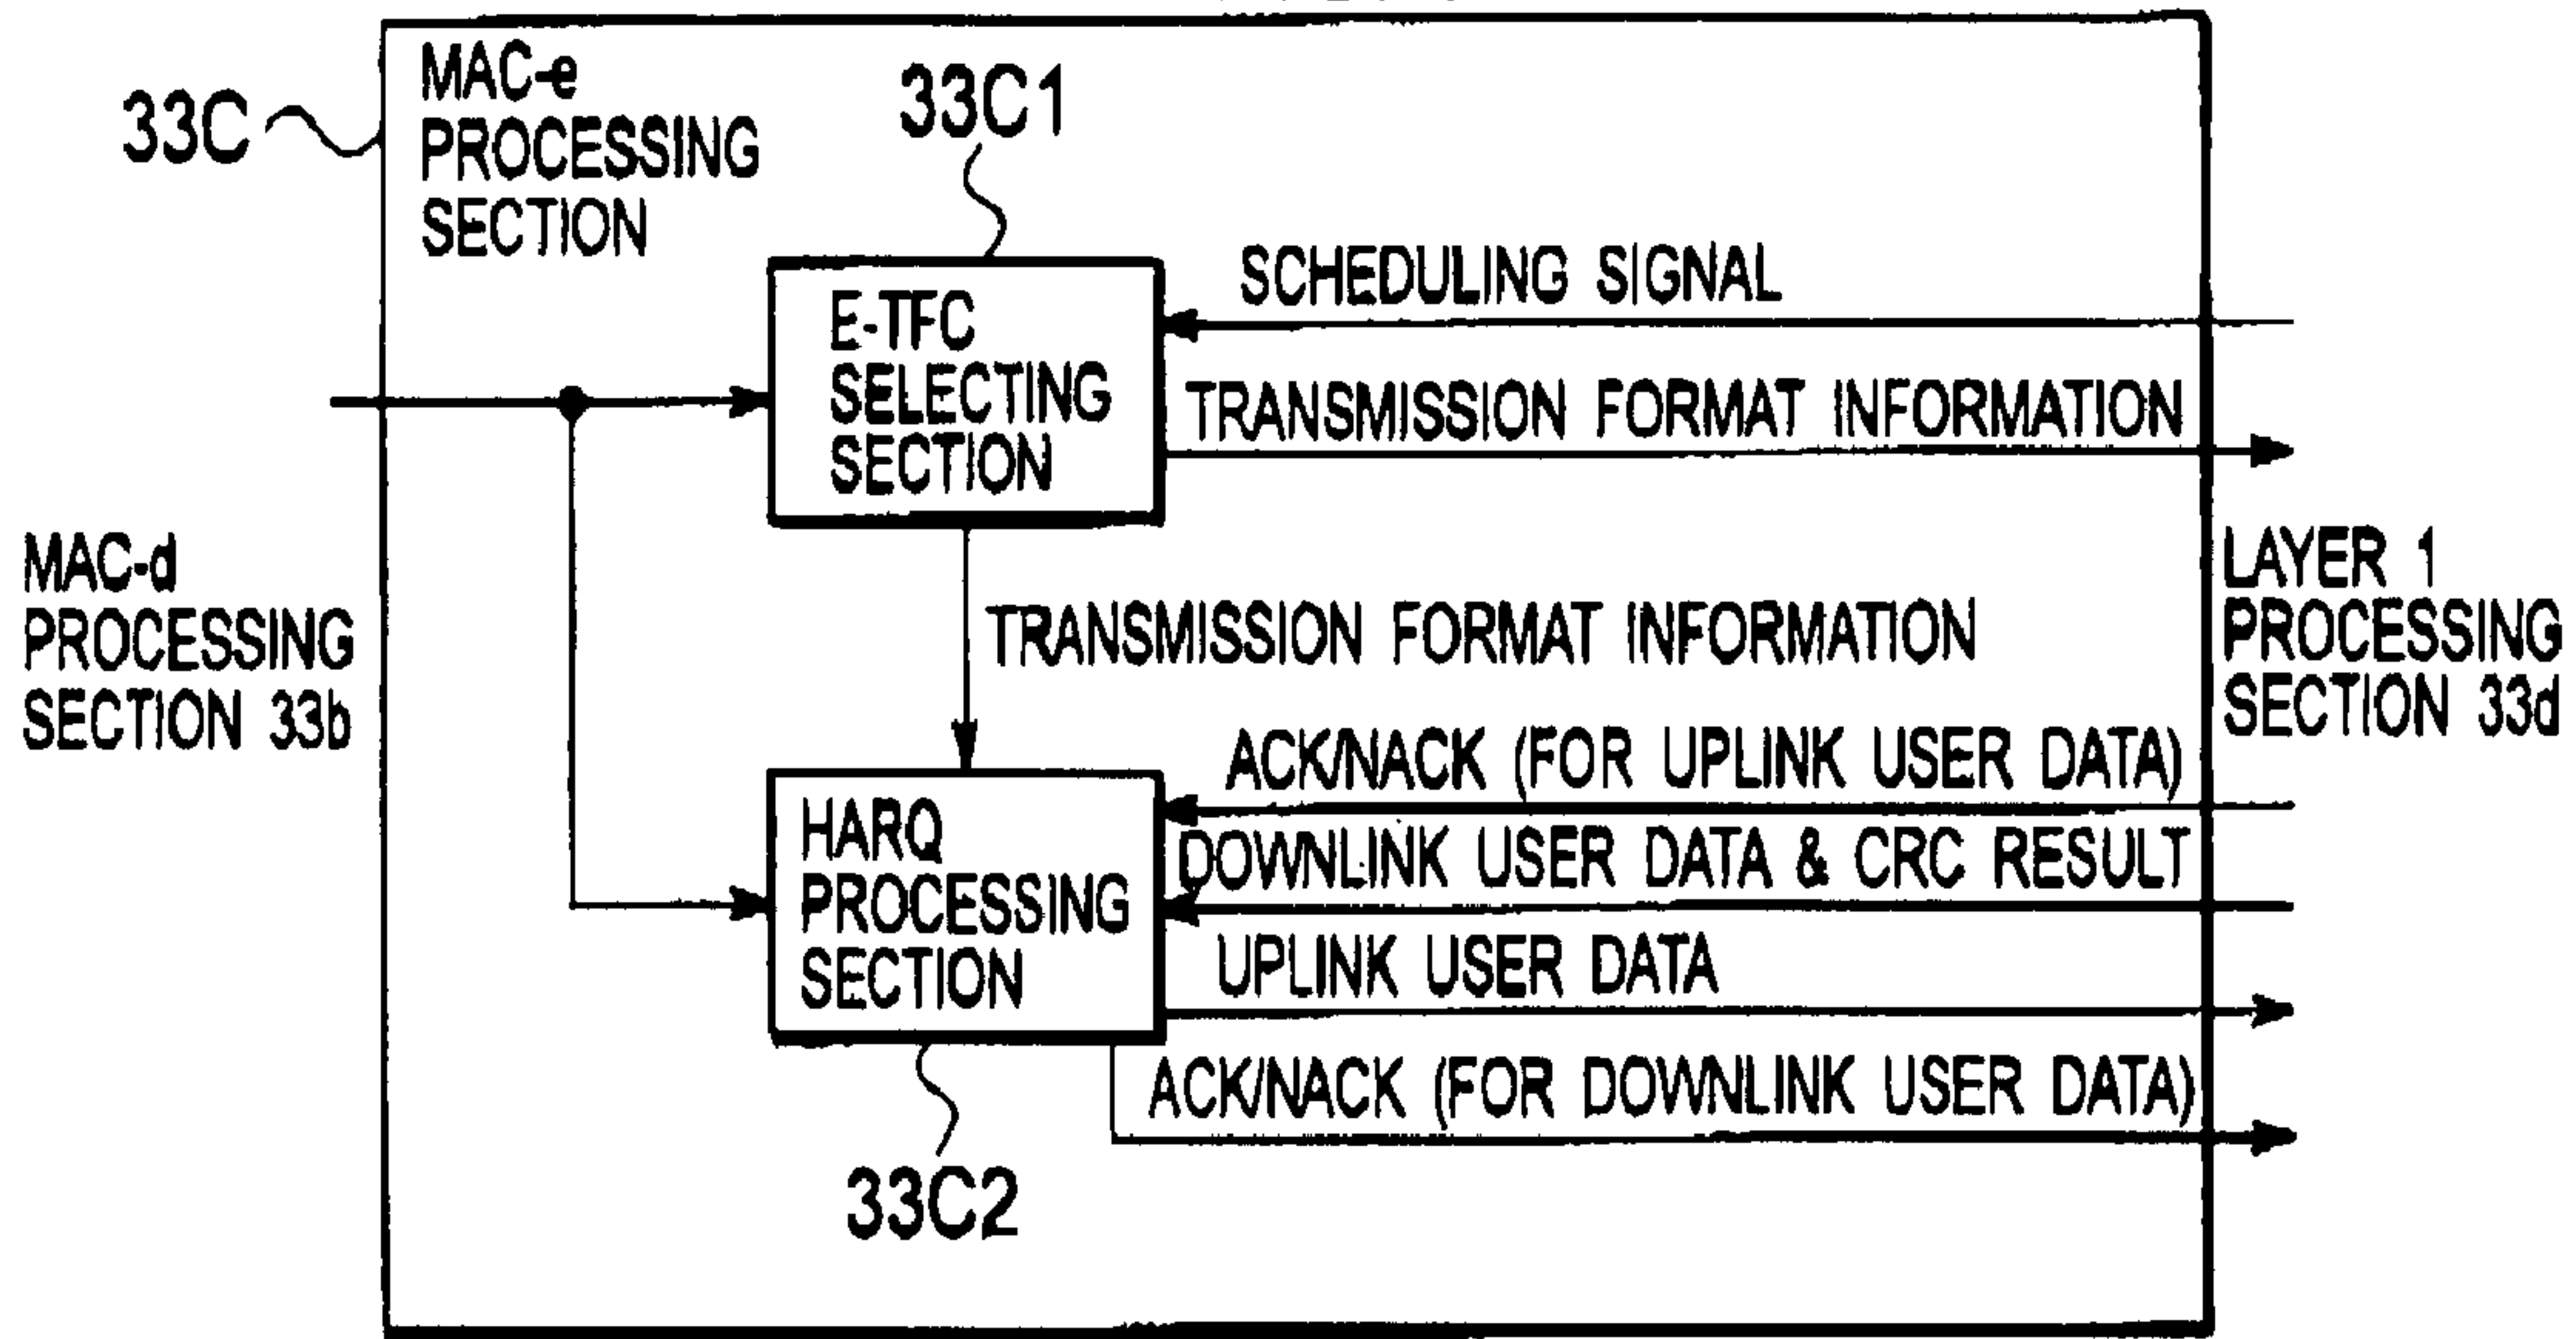 MAC-e
PROCESSING
SECTION
33C
33C1
E-TFC
SELECTING
SECTION
SCHEDULING SIGNAL
TRANSMISSION FORMAT INFORMATION
MAC-d
PROCESSING
SECTION 33b
TRANSMISSION FORMAT INFORMATION
LAYER 1
PROCESSING
SECTION 33d
HARQ
PROCESSING
SECTION
ACK/NACK (FOR UPLINK USER DATA)
DOWNLINK USER DATA & CRC RESULT
UPLINK USER DATA
ACK/NACK (FOR DOWNLINK USER DATA)
33C2